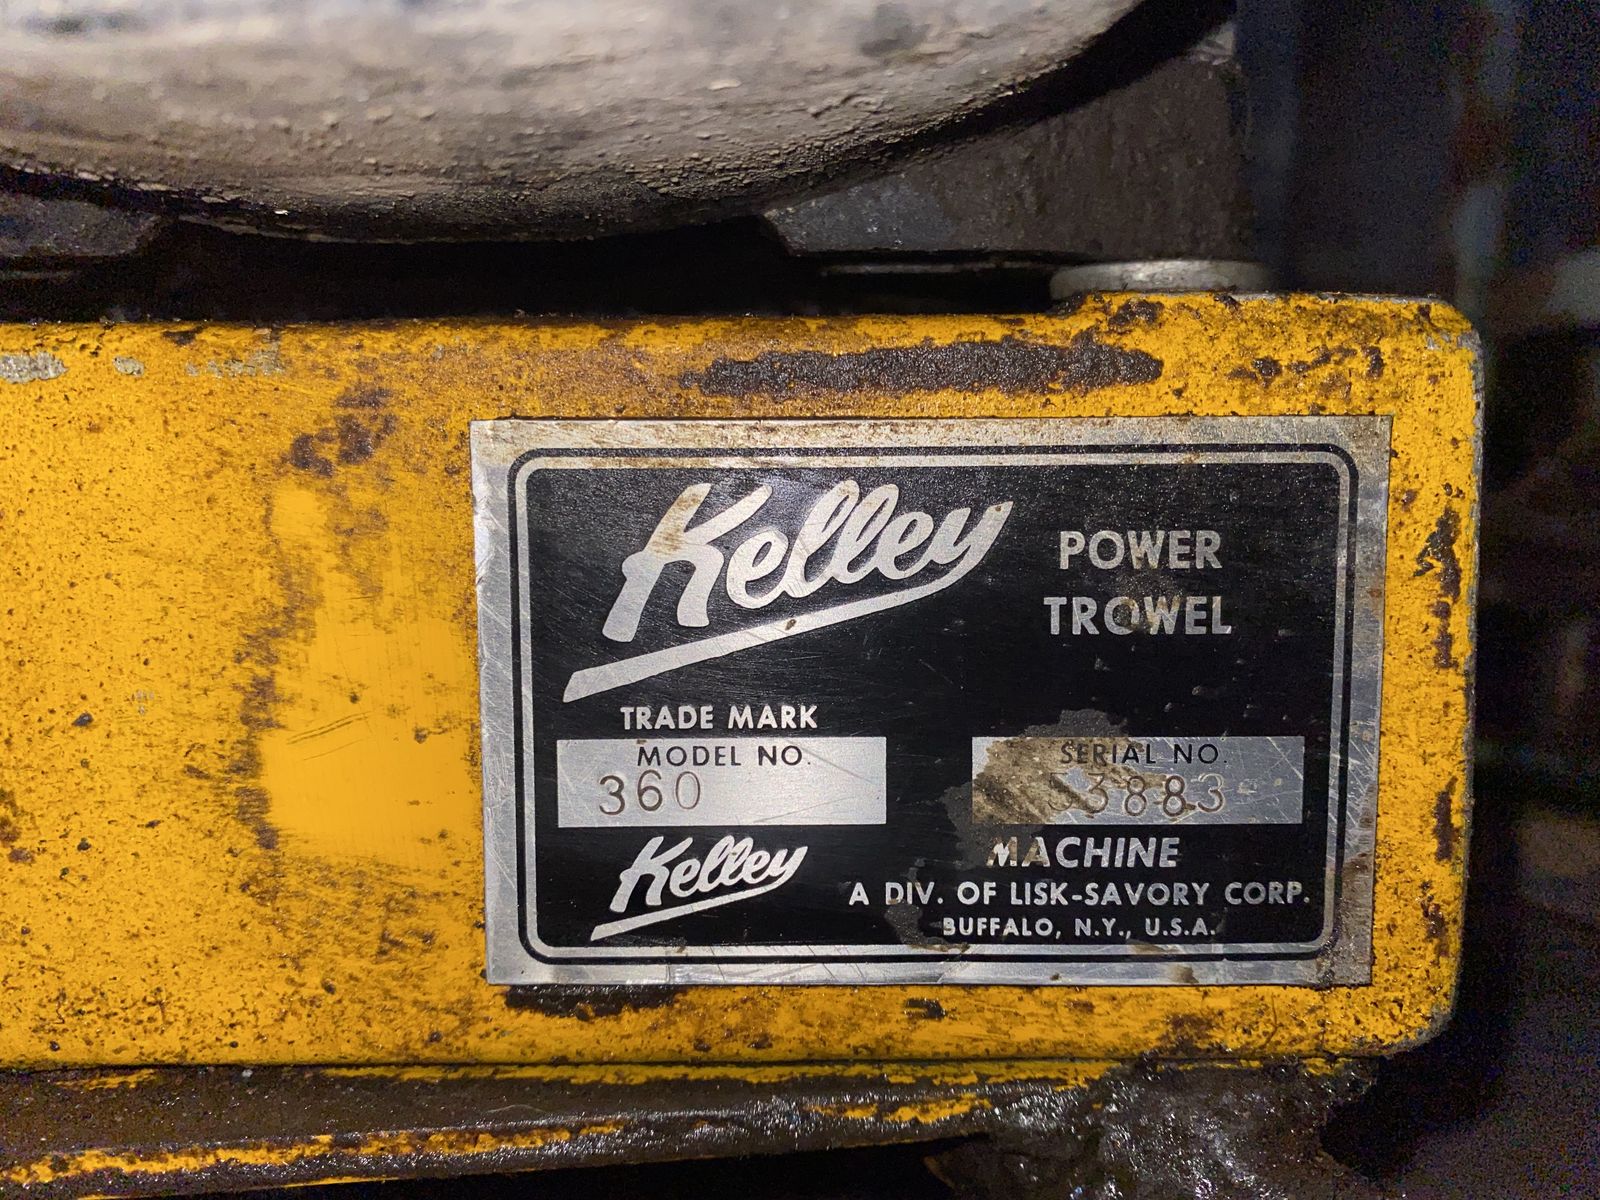 Kelley
POWER
TROWEL
TRADE MARK
MODEL NO.
360
SERIAL NO.
Kelley
MACHINE
A DIV. OF LISK-SAVORY CORP.
BUFFALO, N.Y., U.S.A.